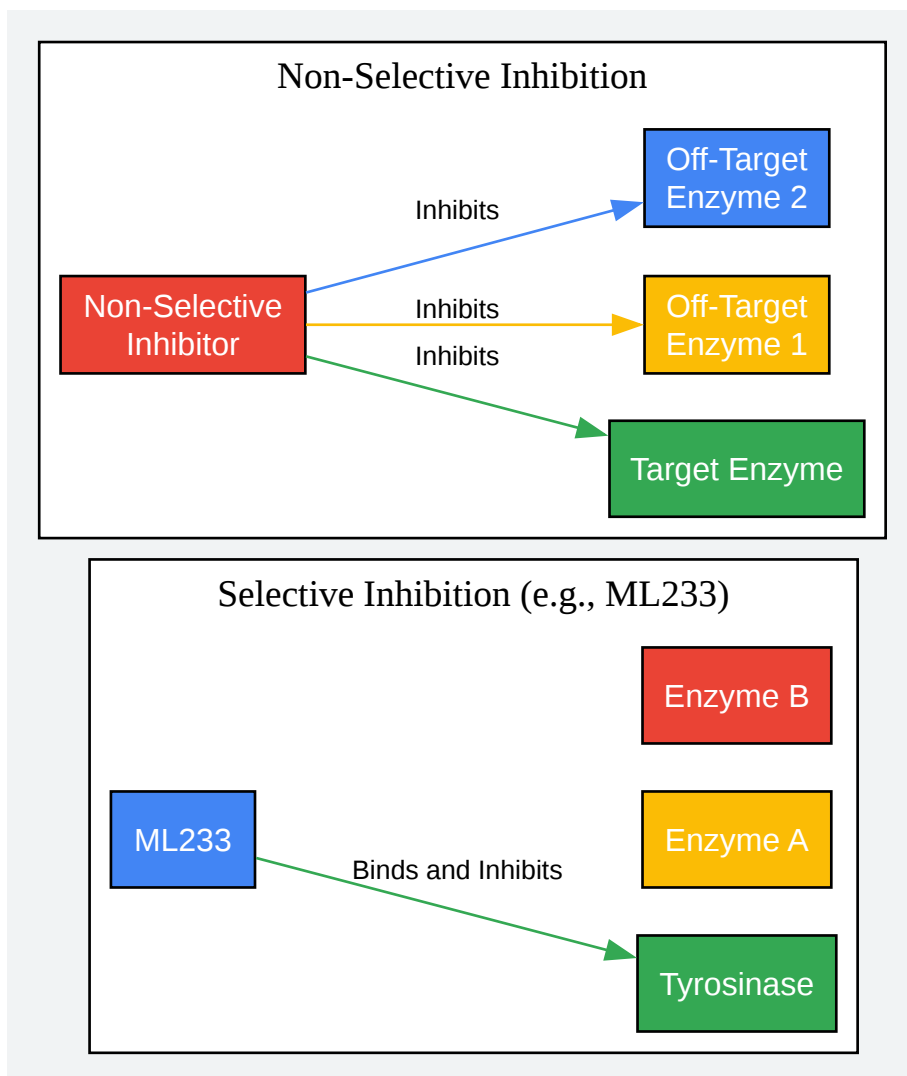 Non-Selective Inhibition
Off-Target
Enzyme 2
Inhibits
Non-Selective
Inhibitor
Inhibits
Off-Target
Enzyme 1
Inhibits
Target Enzyme
Selective Inhibition (e.g., ML233)
Enzyme B
ML233
Enzyme A
Binds and Inhibits
Tyrosinase